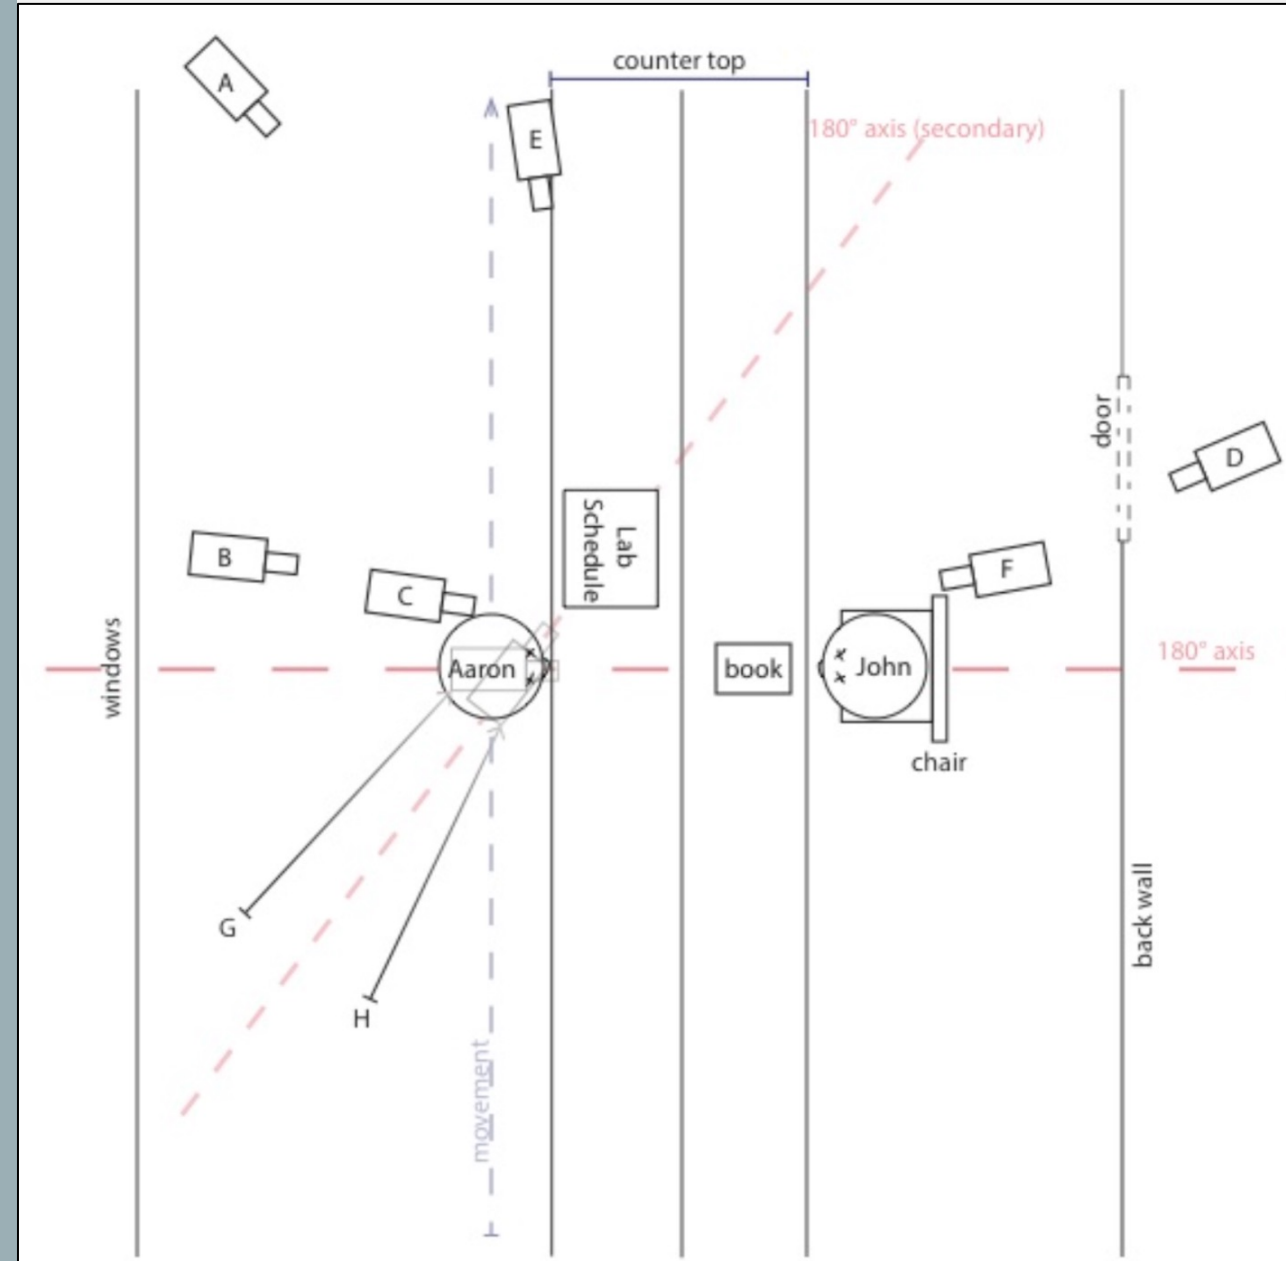 counter top
A
E
180° axis (secondary)
door
D
Lab
Schedule
B
C
F
windows
180° axis
Aaron
book
John
chair
back wall
G
H
movement